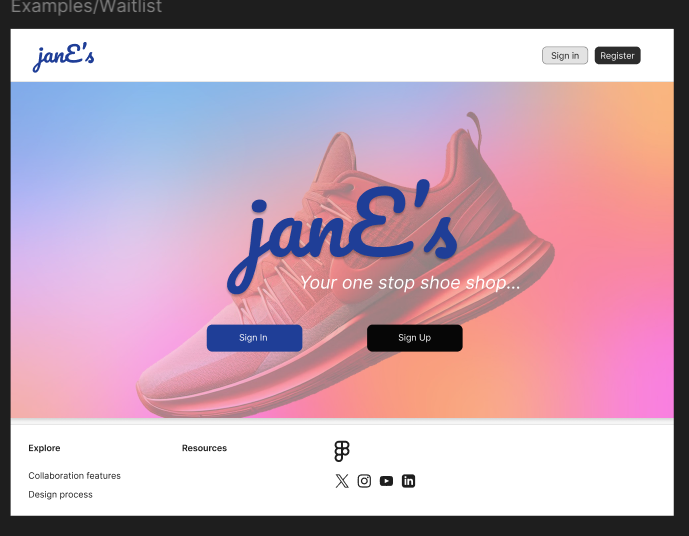 Examples/Waitlist
janE's
Sign in
Register
janE's
Your one stop shoe shop...
Sign In
Sign Up
Explore
Resources
Collaboration features
Design process